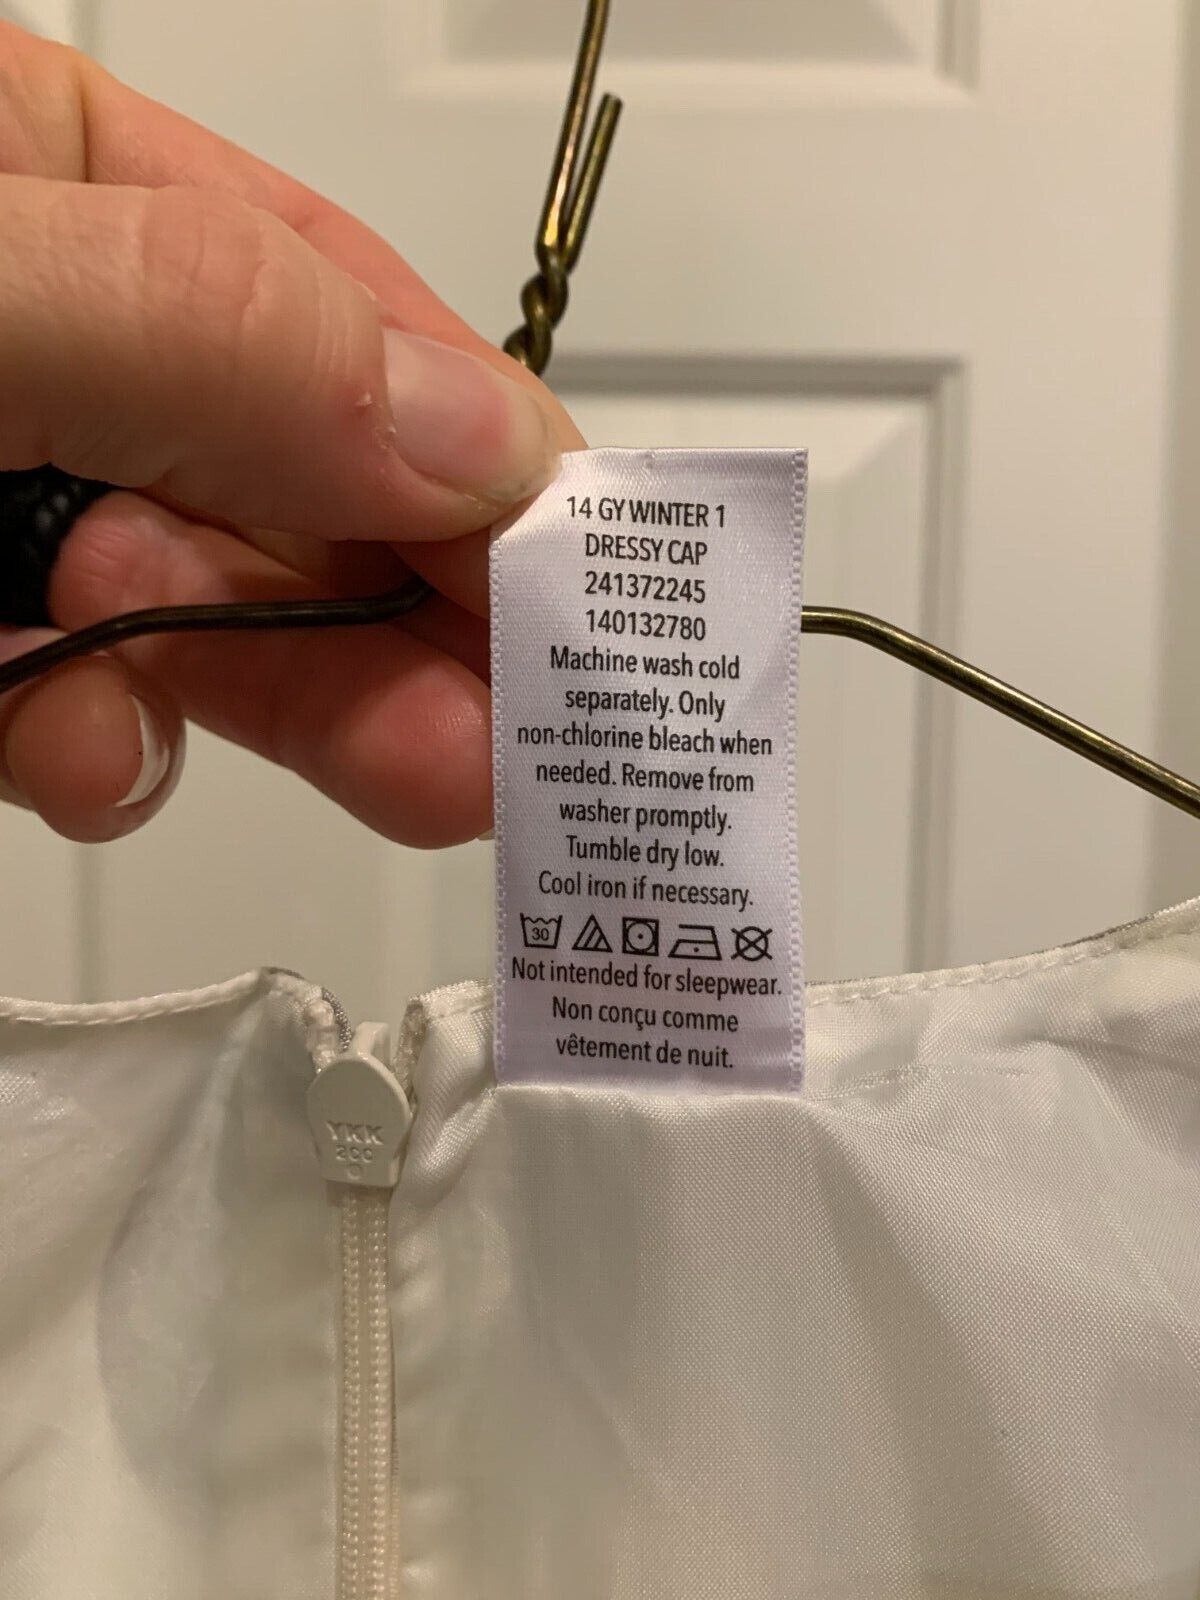 14 GY WINTER 1
DRESSY CAP
241372245
140132780
Machine wash cold
separately. Only
non-chlorine bleach when
needed. Remove from
washer promptly.
Tumble dry low.
Cool iron if necessary.
30
Not intended for sleepwear.
Non conçu comme
vêtement de nuit.
YKK
2CC